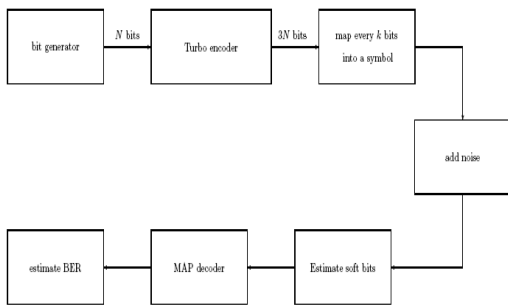 bit generator
N bits
Turbo encoder
3N bits
map every k bits
into a symbol
add noise
estimate BER
MAP decoder
Estimate soft bits